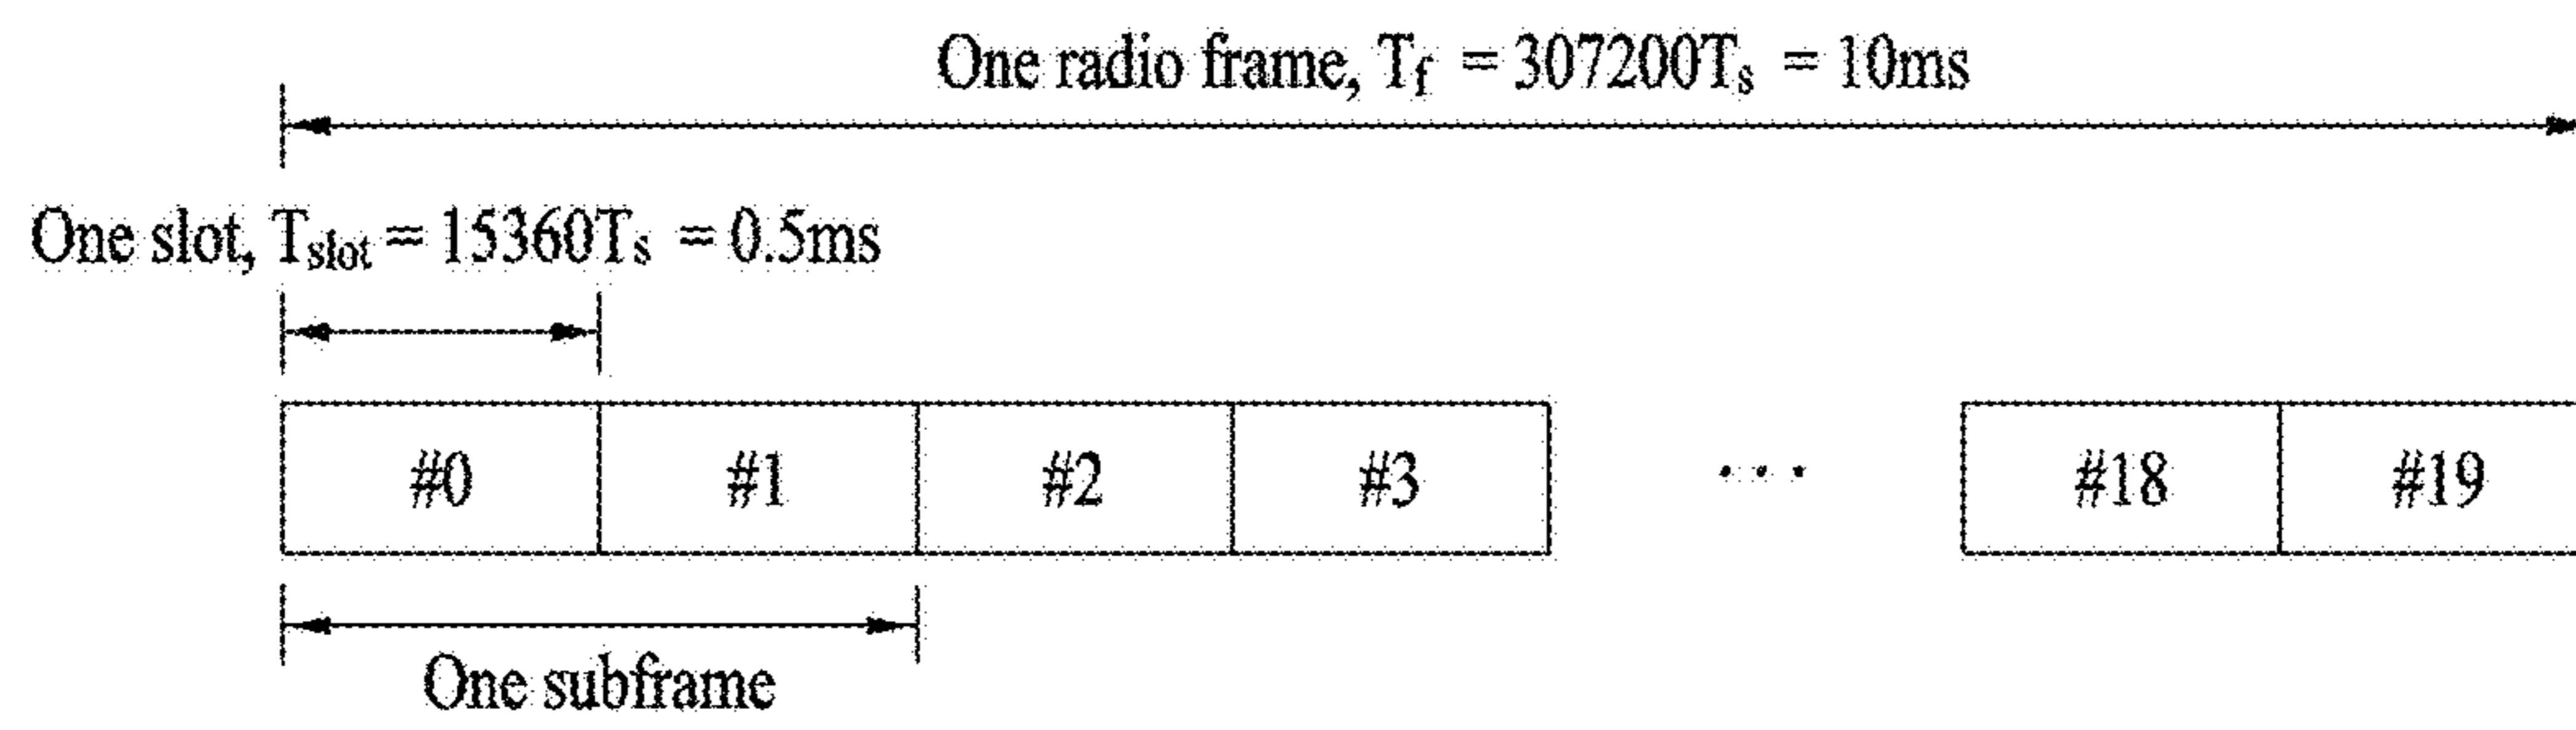 One radio frame, Tf = 307200Ts = 10ms
One slot, Tslot = 15360Ts = 0.5ms
#0 #1 #2 #3 ... #18 #19
One subframe